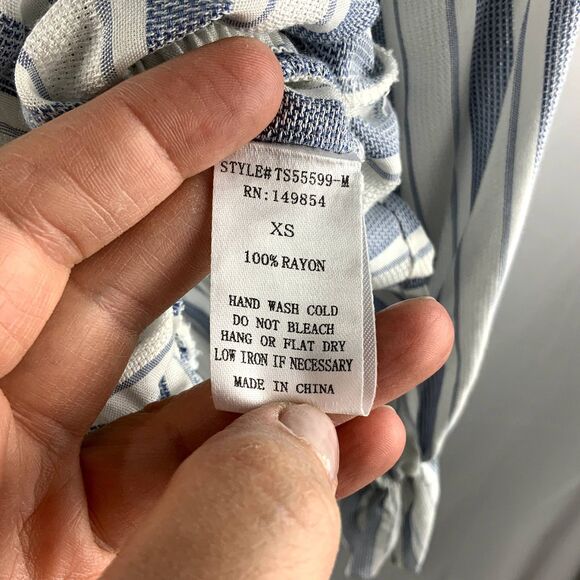 STYLE# TS55599-M
RN: 149854
XS
100% RAYON
HAND WASH COLD
DO NOT BLEACH
HANG OR FLAT DRY
LOW IRON IF NECESSARY
MADE IN CHINA